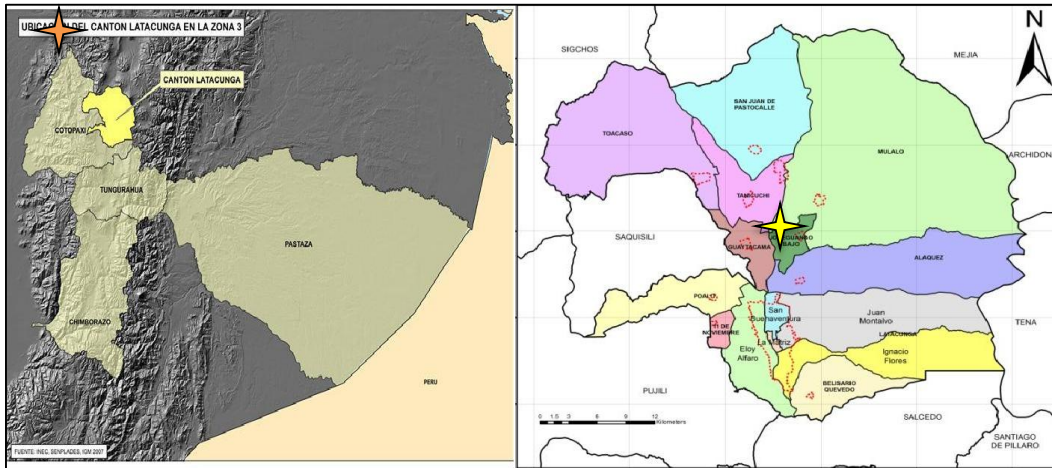 UBICACIÓN DEL CANTON LATACUNGA EN LA ZONA 3
CANTON LATACUNGA
COTOPAXI
TUNGURAHUA
PASTAZA
CHIMBORAZO
PERU
FUENTE: INEC, SENPLADES, IGM 2007
N
SIGCHOS
MEJIA
SAN JUAN DE
PASTOCALLE
TOACASO
MULALO
ARCHIDONA
TANICUCHI
SAQUISILI
GUAYTACAMA
BAJO
ALAQUEZ
POALO
San
Buenaventura
Juan
Montalvo
TENA
11 DE
NOVIEMBRE
LATACUNGA
La Matriz
Eloy
Alfaro
Ignacio
Flores
BELISARIO
QUEVEDO
PUJILI
SALCEDO
0 1.5 3 6 9 12
Kilometers
SANTIAGO
DE PILLARO